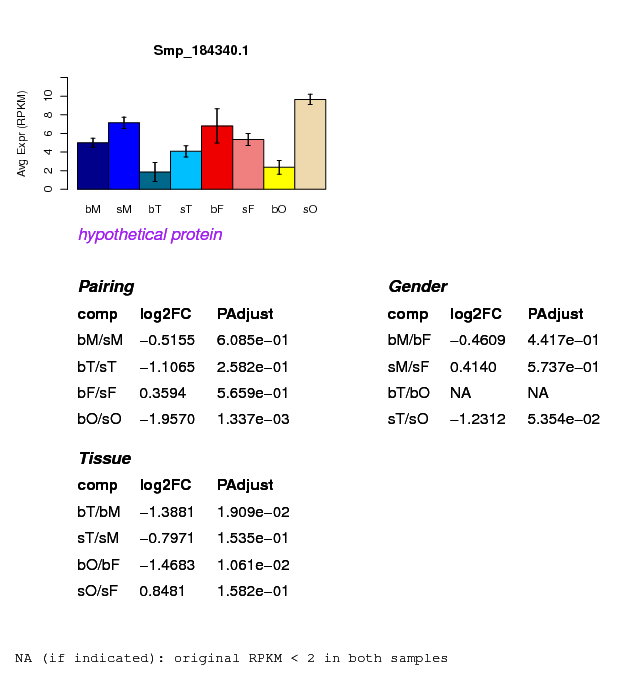 Smp_184340.1
Avg Expr (RPKM)
0 2 4 6 8 10
bM sM bT sT bF sF bO sO
hypothetical protein
Pairing
comp log2FC PAdjust
bM/sM −0.5155 6.085e−01
bT/sT −1.1065 2.582e−01
bF/sF 0.3594 5.659e−01
bO/sO −1.9570 1.337e−03
Gender
comp log2FC PAdjust
bM/bF −0.4609 4.417e−01
sM/sF 0.4140 5.737e−01
bT/bO NA NA
sT/sO −1.2312 5.354e−02
Tissue
comp log2FC PAdjust
bT/bM −1.3881 1.909e−02
sT/sM −0.7971 1.535e−01
bO/bF −1.4683 1.061e−02
sO/sF 0.8481 1.582e−01
NA (if indicated): original RPKM < 2 in both samples